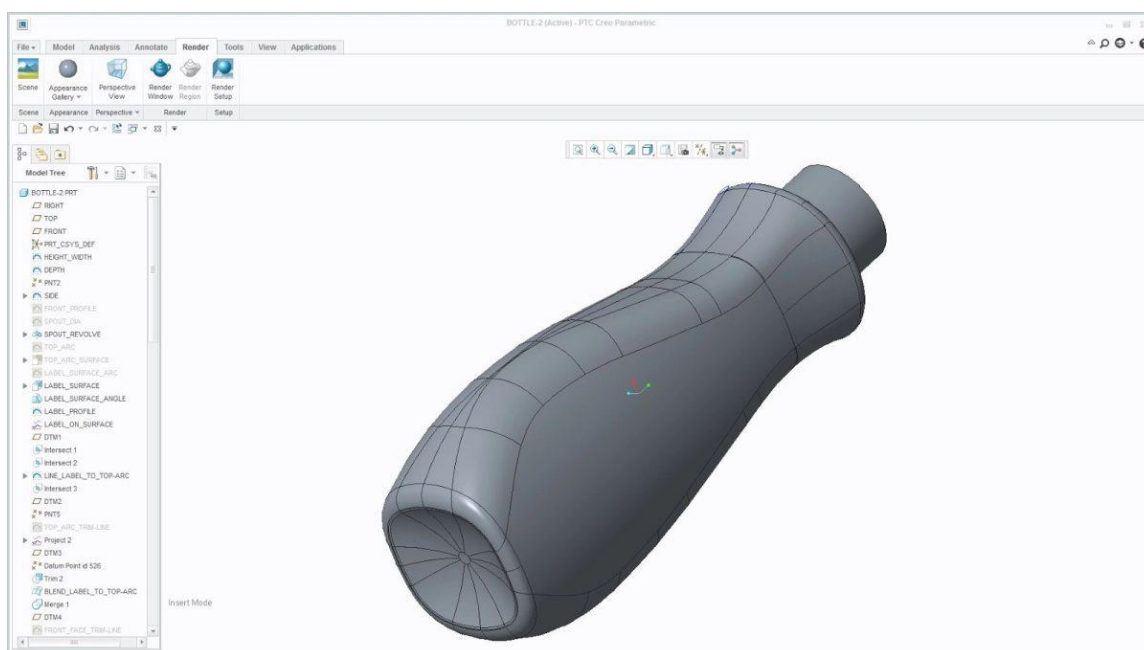 BOTTLE-2 (Active) - PTC Creo Parametric
File Model Analysis Annotate Render Tools View Applications
Scene Appearance Gallery Perspective View Render Window Render Region Render Setup
Scene Appearance Perspective Render Setup
Model Tree
BOTTLE-2.PRT
RIGHT
TOP
FRONT
PRT_CSYS_DEF
HEIGHT_WIDTH
DEPTH
PNT2
SIDE
FRONT_PROFILE
SPOUT_DIA
SPOUT_REVOLVE
TOP_ARC
TOP_ARC_SURFACE
LABEL_SURFACE_ARC
LABEL_SURFACE
LABEL_SURFACE_ANGLE
LABEL_PROFILE
LABEL_ON_SURFACE
DTM1
Intersect 1
Intersect 2
LINE_LABEL_TO_TOP-ARC
Intersect 3
DTM2
PNT5
TOP_ARC_TRM-LINE
Project 2
DTM3
Datum Point id 526
Trim 2
BLEND_LABEL_TO_TOP-ARC
Merge 1
Insert Mode
DTM4
FRONT_FACE_TRM-LINE